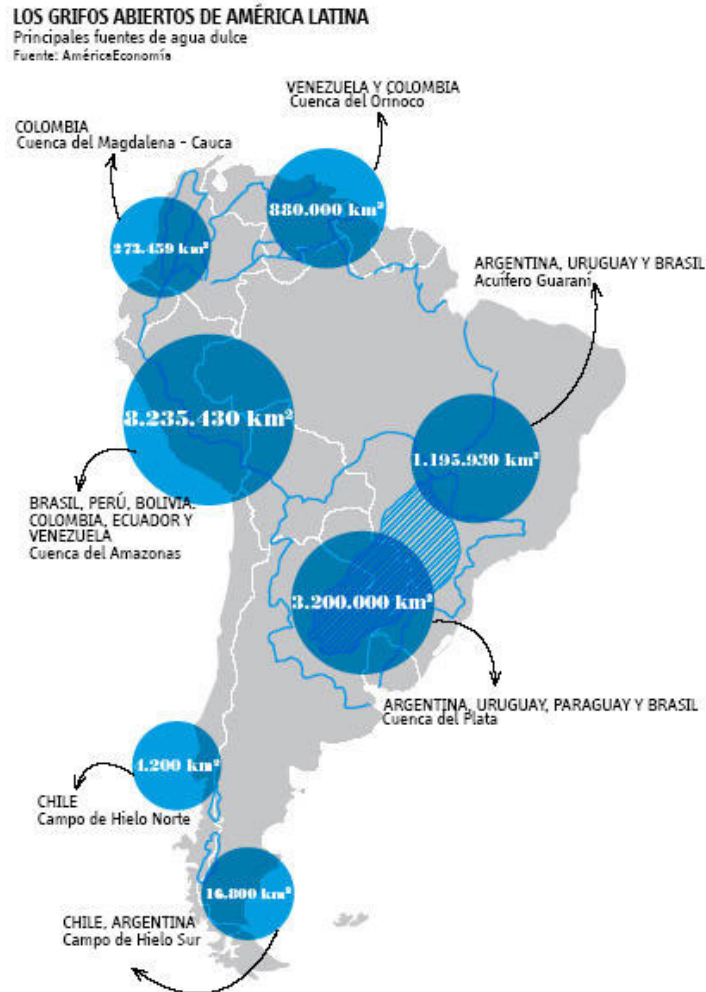 LOS GRIFOS ABIERTOS DE AMÉRICA LATINA
Principales fuentes de agua dulce
Fuente: AméricaEconomía
VENEZUELA Y COLOMBIA
Cuenca del Orinoco
COLOMBIA
Cuenca del Magdalena - Cauca
880.000 km²
273.459 km²
ARGENTINA, URUGUAY Y BRASIL
Acuífero Guaraní
8.235.430 km²
1.195.930 km²
BRASIL, PERÚ, BOLIVIA.
COLOMBIA, ECUADOR Y
VENEZUELA
Cuenca del Amazonas
3.200.000 km²
ARGENTINA, URUGUAY, PARAGUAY Y BRASIL
Cuenca del Plata
4.200 km²
CHILE
Campo de Hielo Norte
16.800 km²
CHILE, ARGENTINA
Campo de Hielo Sur